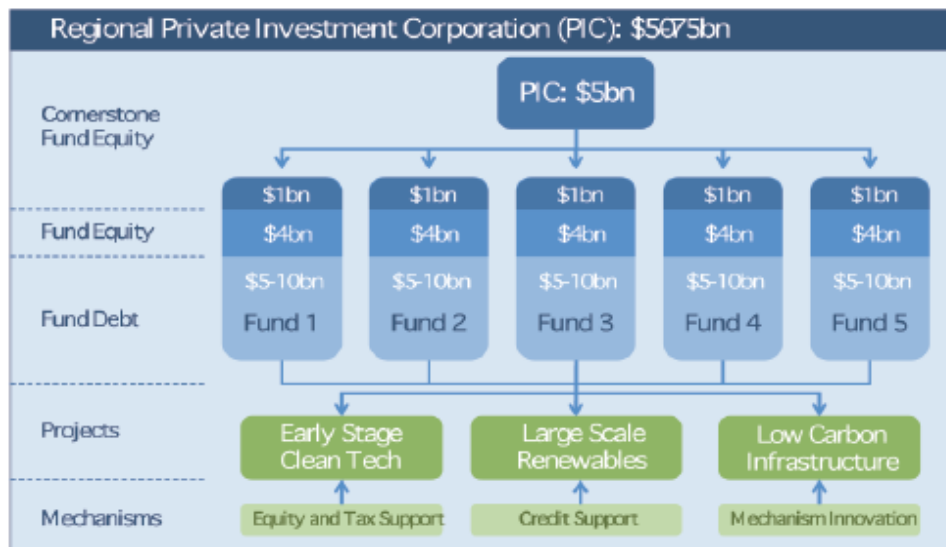 Regional Private Investment Corporation (PIC): $50-75bn
PIC: $5bn
Cornerstone
Fund Equity
$1bn $1bn $1bn $1bn $1bn
Fund Equity $4bn $4bn $4bn $4bn $4bn
$5-10bn $5-10bn $5-10bn $5-10bn $5-10bn
Fund Debt Fund 1 Fund 2 Fund 3 Fund 4 Fund 5
Projects
Early Stage
Clean Tech
Large Scale
Renewables
Low Carbon
Infrastructure
Mechanisms Equity and Tax Support Credit Support Mechanism Innovation